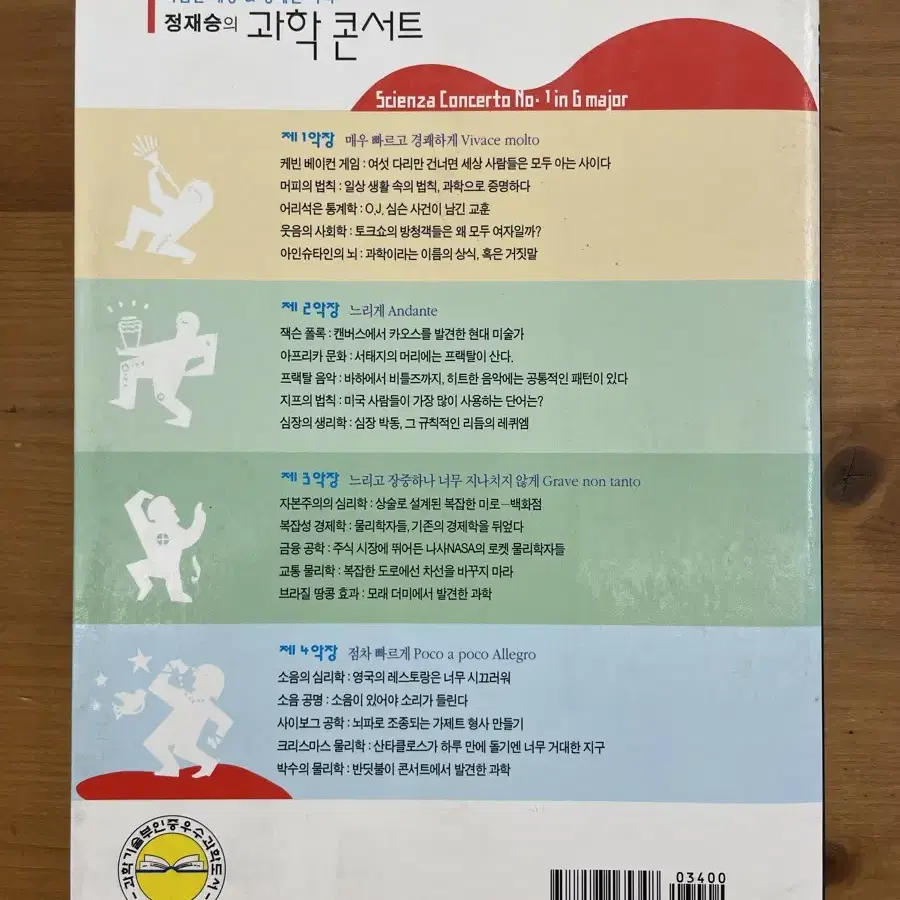 정재승의 과학 콘서트
Scienza Concerto No. 1 in G major
제1악장 매우 빠르고 경쾌하게 Vivace molto
케빈 베이컨 게임 : 여섯 다리만 건너면 세상 사람들은 모두 아는 사이다
머피의 법칙 : 일상 생활 속의 법칙, 과학으로 증명하다
어리석은 통계학 : O.J. 심슨 사건이 남긴 교훈
웃음의 사회학 : 토크쇼의 방청객들은 왜 모두 여자일까?
아인슈타인의 뇌 : 과학이라는 이름의 상식, 혹은 거짓말
제2악장 느리게 Andante
잭슨 폴록 : 캔버스에서 카오스를 발견한 현대 미술가
아프리카 문화 : 서태지의 머리에는 프랙탈이 산다.
프랙탈 음악 : 바하에서 비틀즈까지, 히트한 음악에는 공통적인 패턴이 있다
지프의 법칙 : 미국 사람들이 가장 많이 사용하는 단어는?
심장의 생리학 : 심장 박동, 그 규칙적인 리듬의 레퀴엠
제3악장 느리고 장중하나 너무 지나치지 않게 Grave non tanto
자본주의의 심리학 : 상술로 설계된 복잡한 미로－백화점
복잡성 경제학 : 물리학자들, 기존의 경제학을 뒤엎다
금융 공학 : 주식 시장에 뛰어든 나사NASA의 로켓 물리학자들
교통 물리학 : 복잡한 도로에선 차선을 바꾸지 마라
브라질 땅콩 효과 : 모래 더미에서 발견한 과학
제4악장 점차 빠르게 Poco a poco Allegro
소음의 심리학 : 영국의 레스토랑은 너무 시끄러워
소음 공명 : 소음이 있어야 소리가 들린다
사이보그 공학 : 뇌파로 조종되는 가제트 형사 만들기
크리스마스 물리학 : 산타클로스가 하루 만에 돌기엔 너무 거대한 지구
박수의 물리학 : 반딧불이 콘서트에서 발견한 과학
과학기술부인증우수과학도서
03400